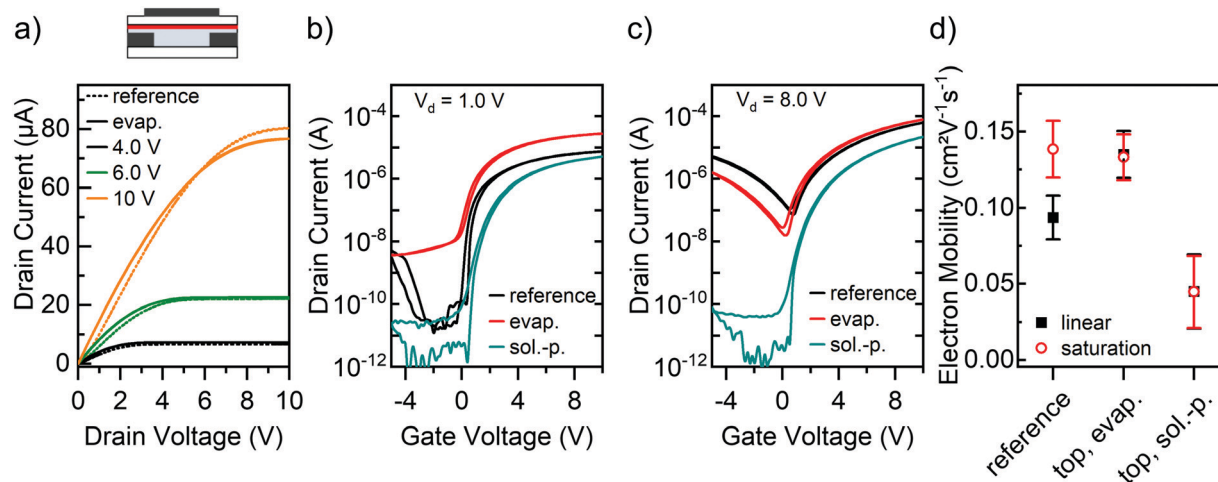 a)
reference
evap.
4.0 V
6.0 V
10 V
Drain Current (µA)
80
60
40
20
0
0 2 4 6 8 10
Drain Voltage (V)
b)
V_d = 1.0 V
Drain Current (A)
10⁻⁴
10⁻⁶
10⁻⁸
10⁻¹⁰
10⁻¹²
reference
evap.
sol.-p.
-4 0 4 8
Gate Voltage (V)
c)
V_d = 8.0 V
Drain Current (A)
10⁻⁴
10⁻⁶
10⁻⁸
10⁻¹⁰
10⁻¹²
reference
evap.
sol.-p.
-4 0 4 8
Gate Voltage (V)
d)
Electron Mobility (cm²V⁻¹s⁻¹)
0.15
0.10
0.05
0.00
linear
saturation
reference
top, evap.
top, sol.-p.